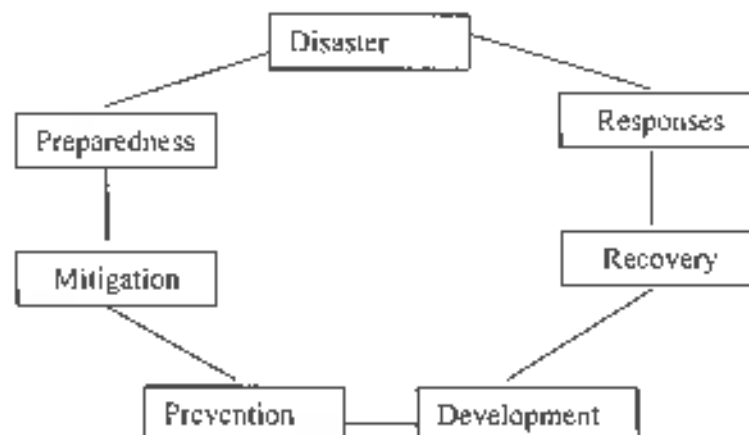 Disaster
Preparedness
Responses
Mitigation
Recovery
Prevention
Development